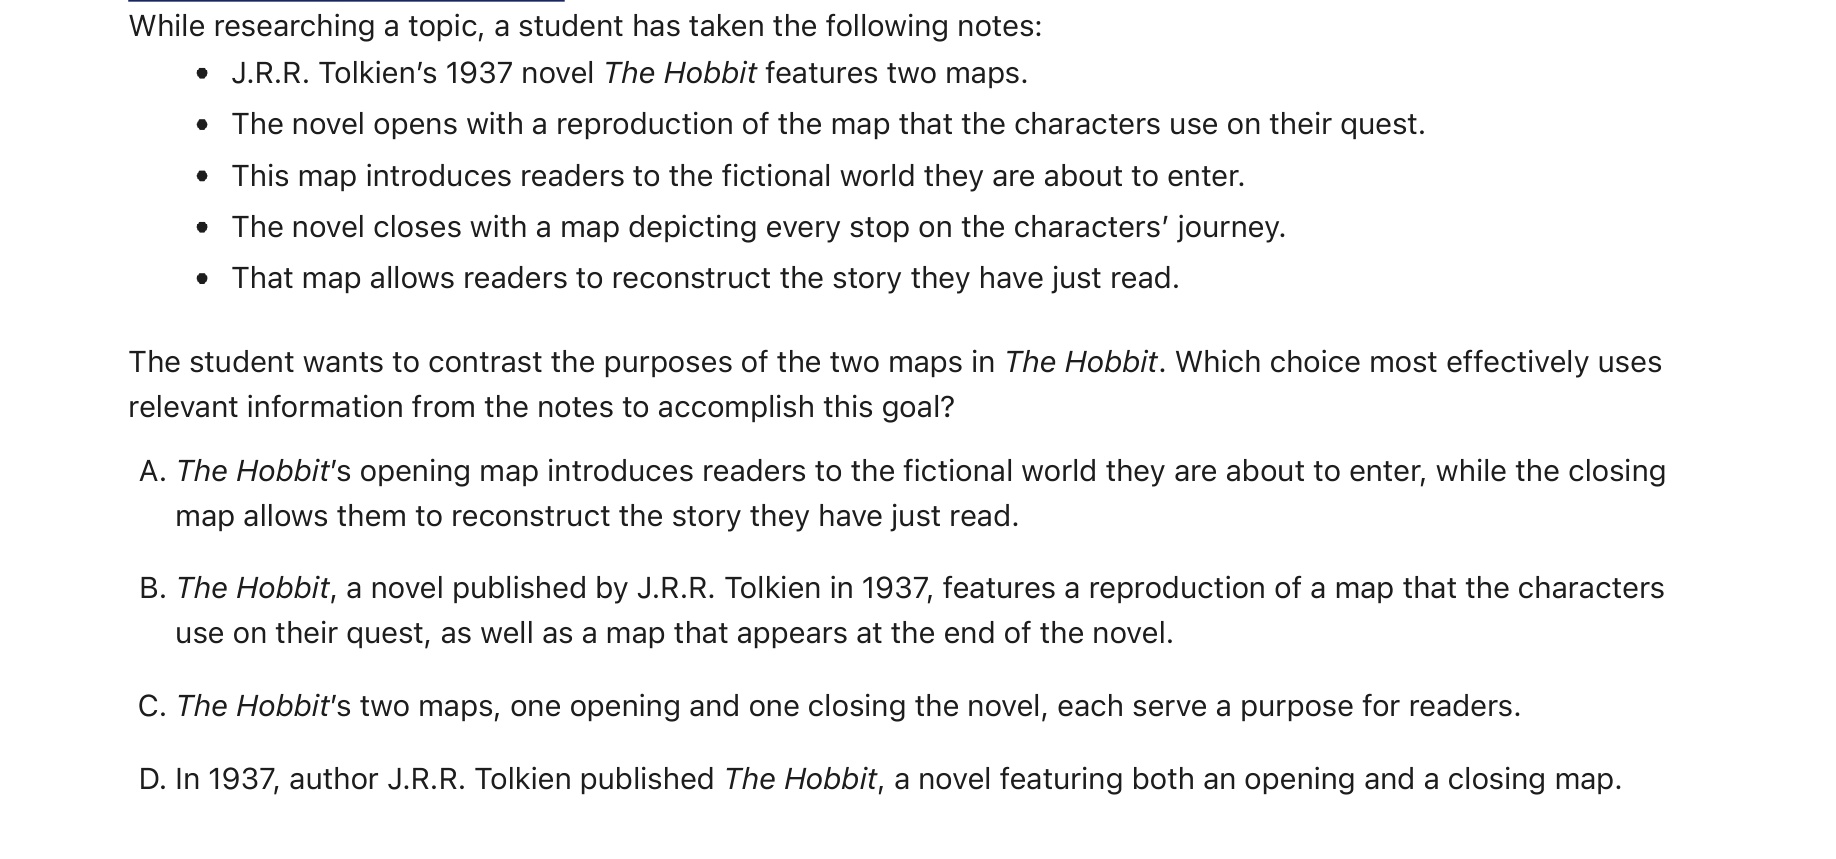 While researching a topic, a student has taken the following notes:
• J.R.R. Tolkien’s 1937 novel The Hobbit features two maps.
• The novel opens with a reproduction of the map that the characters use on their quest.
• This map introduces readers to the fictional world they are about to enter.
• The novel closes with a map depicting every stop on the characters’ journey.
• That map allows readers to reconstruct the story they have just read.
The student wants to contrast the purposes of the two maps in The Hobbit. Which choice most effectively uses
relevant information from the notes to accomplish this goal?
A. The Hobbit's opening map introduces readers to the fictional world they are about to enter, while the closing
map allows them to reconstruct the story they have just read.
B. The Hobbit, a novel published by J.R.R. Tolkien in 1937, features a reproduction of a map that the characters
use on their quest, as well as a map that appears at the end of the novel.
C. The Hobbit's two maps, one opening and one closing the novel, each serve a purpose for readers.
D. In 1937, author J.R.R. Tolkien published The Hobbit, a novel featuring both an opening and a closing map.